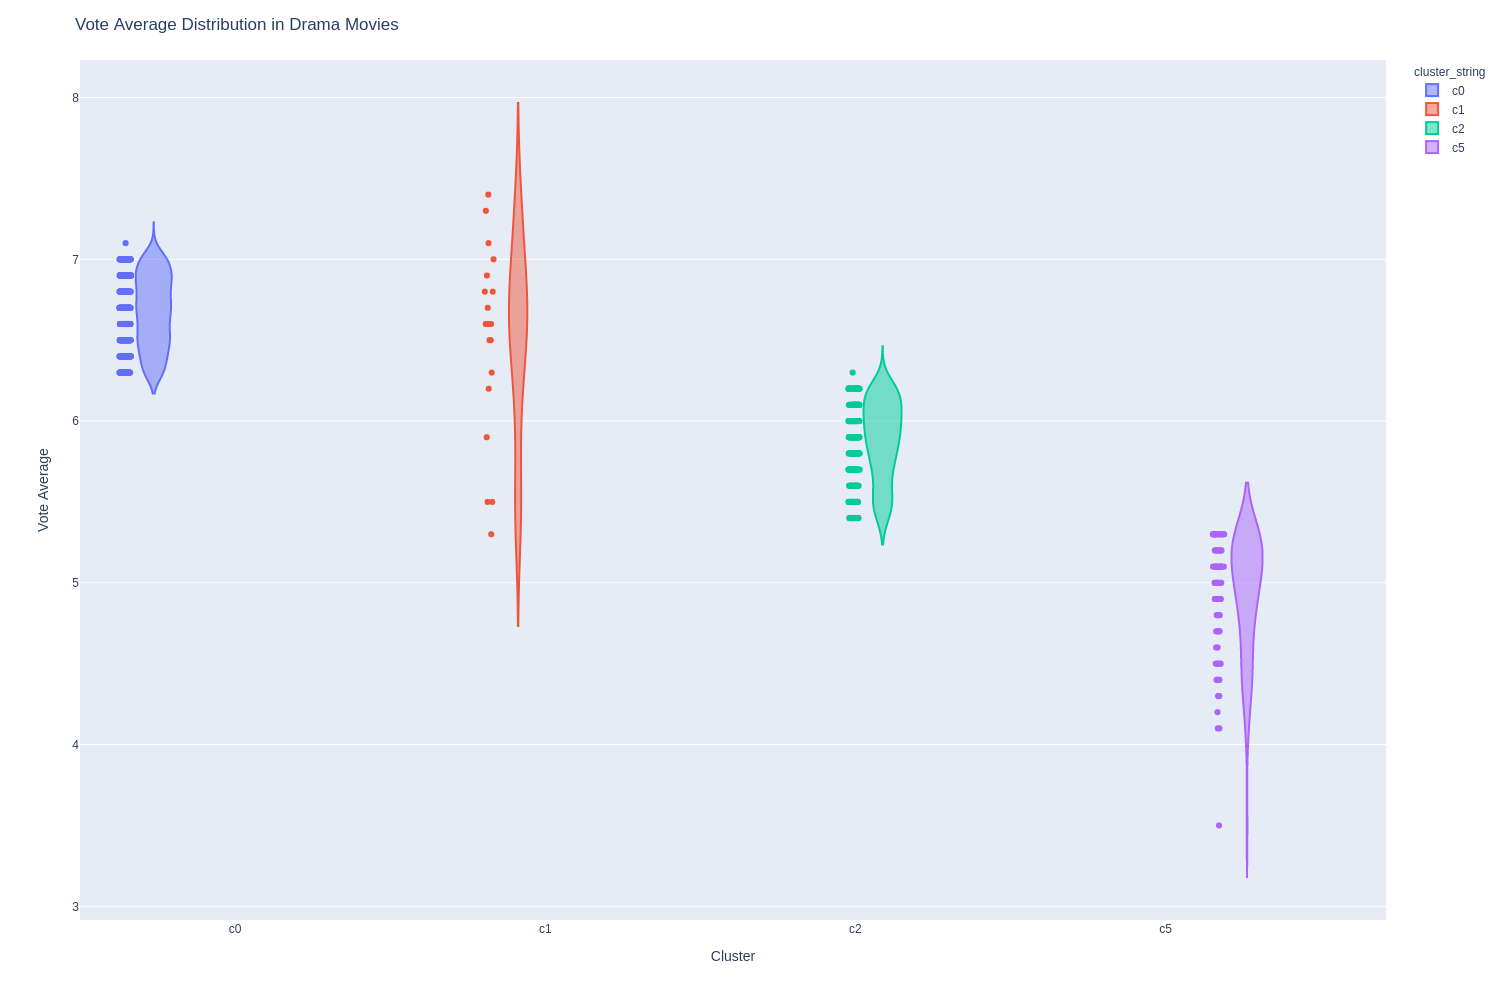 Vote Average Distribution in Drama Movies
cluster_string
c0
c1
c2
c5
8
7
6
5
4
3
Vote Average
c0
c1
c2
c5
Cluster